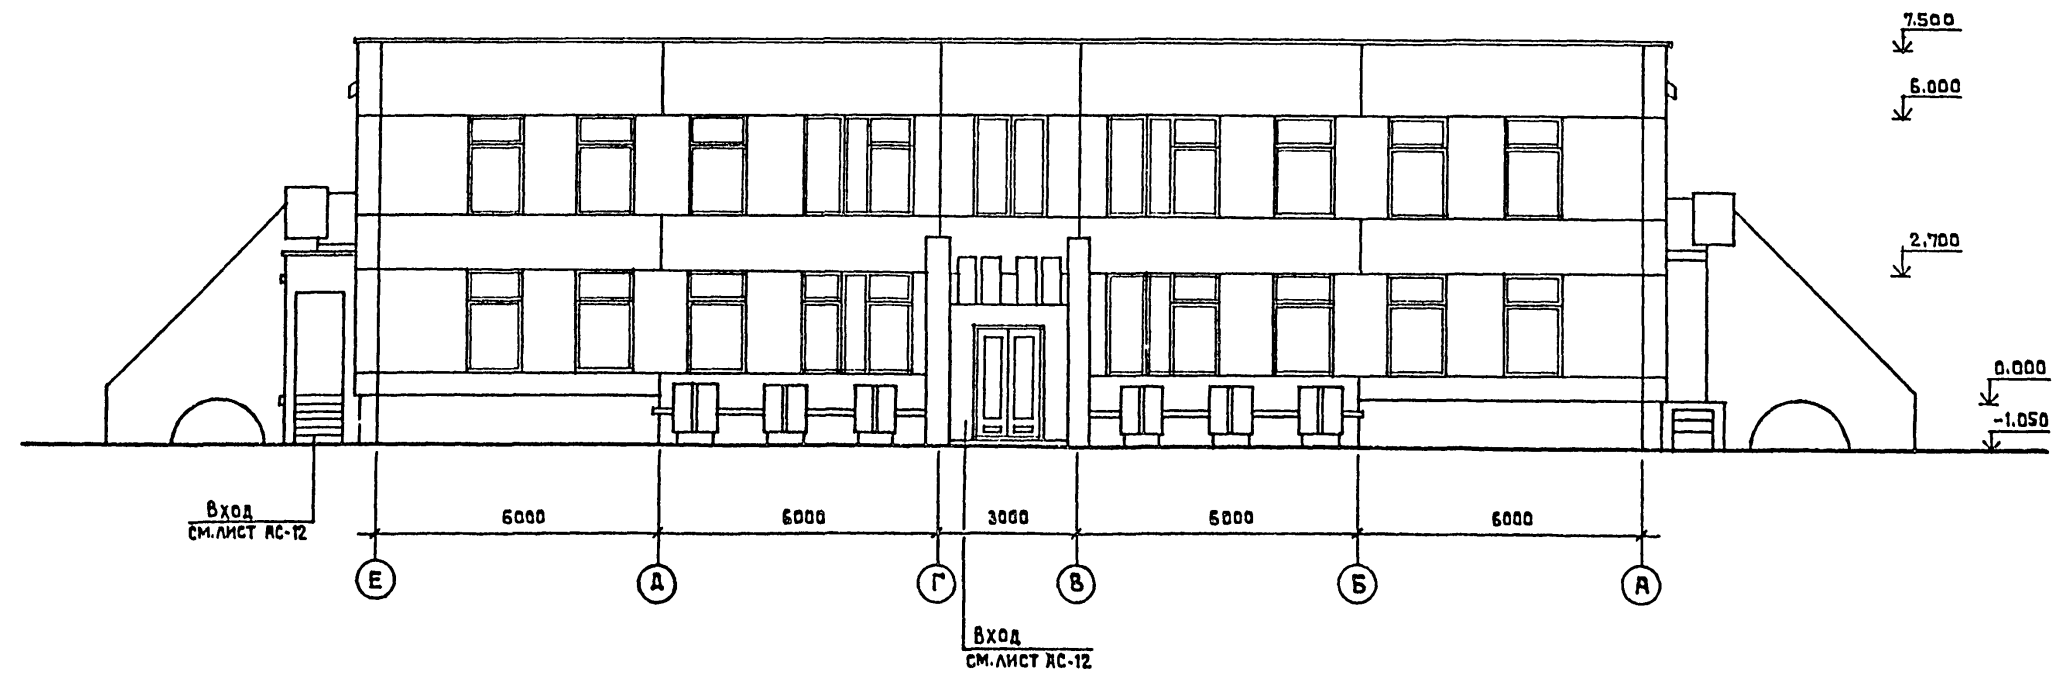 7.500
6.000
2.700
0.000
-1.050
Вход
см. лист АС-12
6000 6000 3000 6000 6000
Е Д Г В Б А
Вход
см. лист АС-12